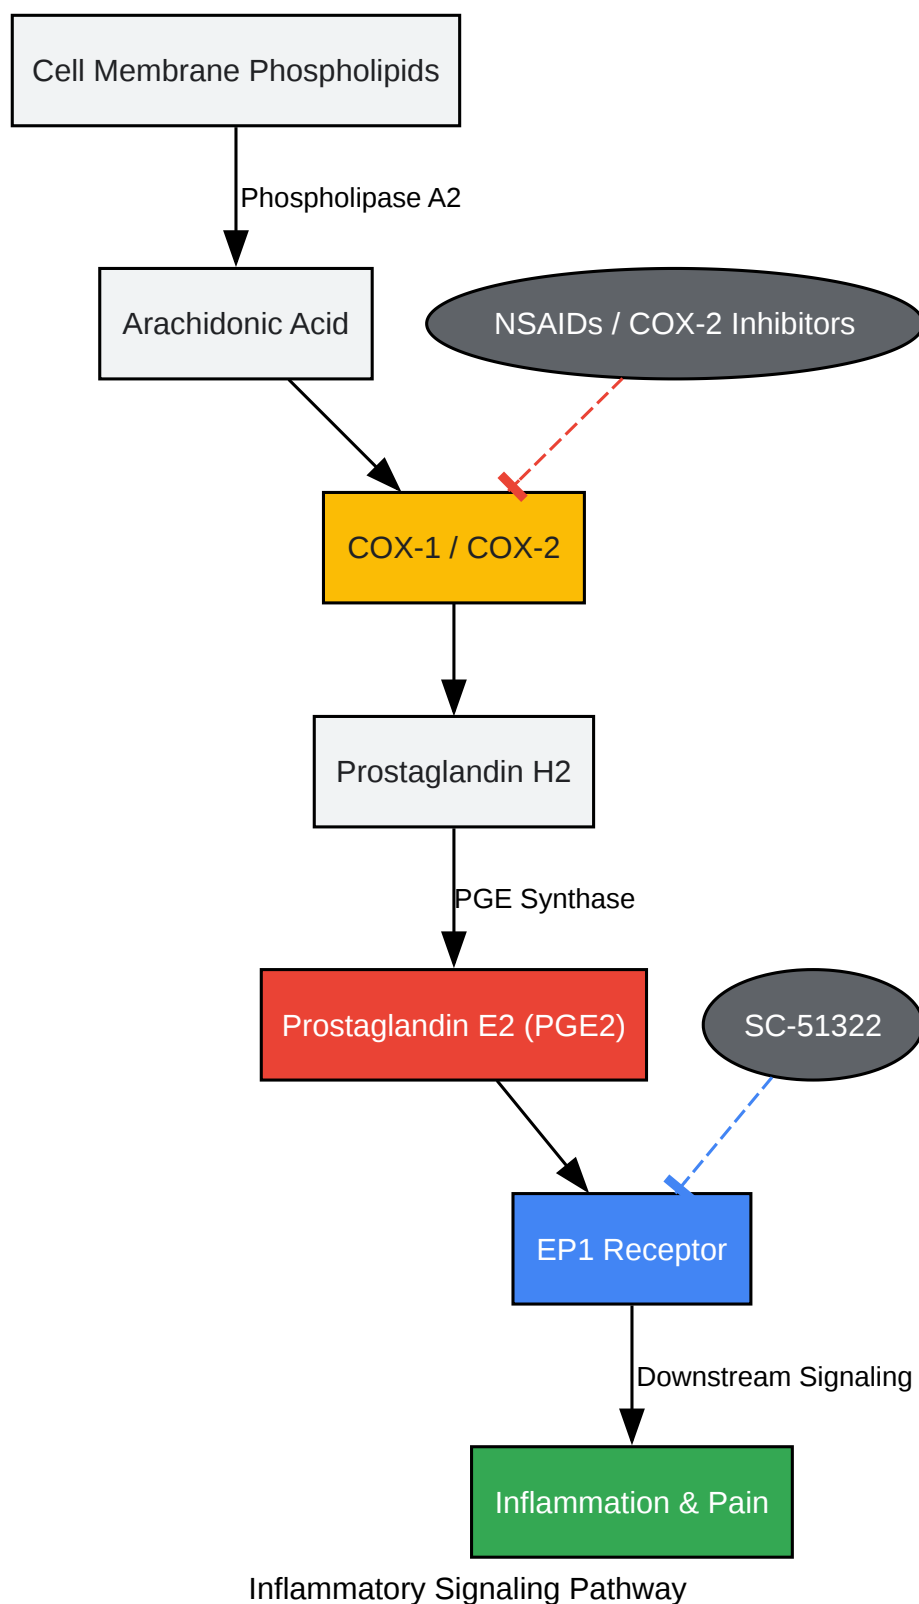 Cell Membrane Phospholipids
Phospholipase A2
Arachidonic Acid
NSAIDs / COX-2 Inhibitors
COX-1 / COX-2
Prostaglandin H2
PGE Synthase
Prostaglandin E2 (PGE2)
SC-51322
EP1 Receptor
Downstream Signaling
Inflammation & Pain
Inflammatory Signaling Pathway